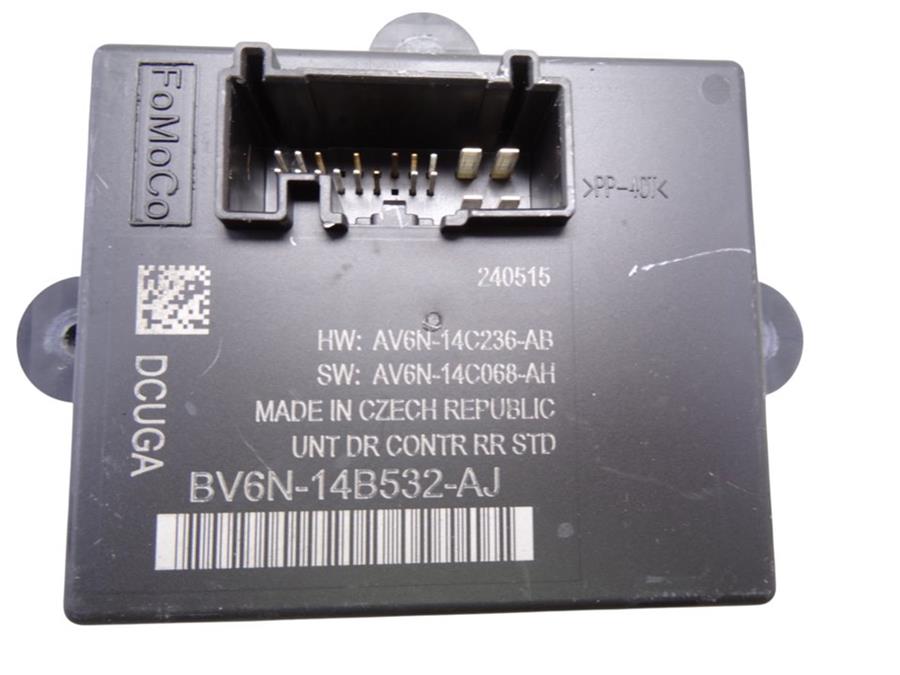 FoMoCo
>PP-40T<
240515
HW: AV6N-14C236-AB
SW: AV6N-14C068-AH
MADE IN CZECH REPUBLIC
UNT DR CONTR RR STD
DCUGA
BV6N-14B532-AJ